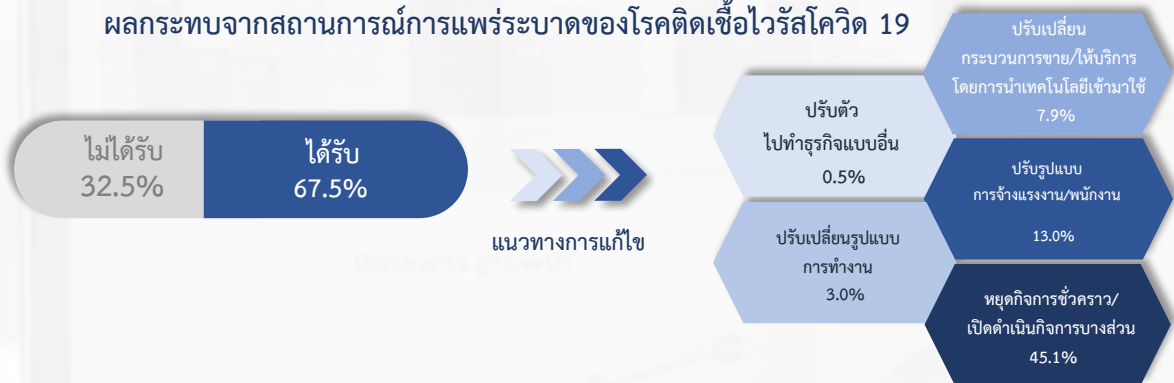 ผลกระทบจากสถานการณ์การแพร่ระบาดของโรคติดเชื้อไวรัสโควิด 19
ไม่ได้รับ
32.5%
ได้รับ
67.5%
แนวทางการแก้ไข
ปรับเปลี่ยน
กระบวนการขาย/ให้บริการ
โดยการนำเทคโนโลยีเข้ามาใช้
7.9%
ปรับตัว
ไปทำธุรกิจแบบอื่น
0.5%
ปรับรูปแบบ
การจ้างแรงงาน/พนักงาน
13.0%
ปรับเปลี่ยนรูปแบบ
การทำงาน
3.0%
หยุดกิจการชั่วคราว/
เปิดดำเนินกิจการบางส่วน
45.1%
Business growth